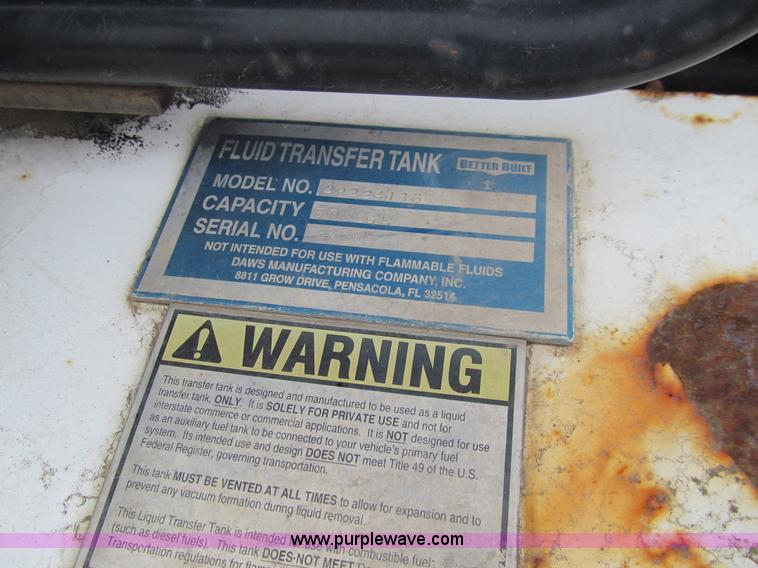 FLUID TRANSFER TANK BETTER BUILT
MODEL NO. 29224136
CAPACITY
SERIAL NO.
NOT INTENDED FOR USE WITH FLAMMABLE FLUIDS
DAWS MANUFACTURING COMPANY, INC.
8811 GROW DRIVE, PENSACOLA, FL 32514
WARNING
This transfer tank is designed and manufactured to be used as a liquid
transfer tank, ONLY. It is SOLELY FOR PRIVATE USE and not for
interstate commerce or commercial applications. It is NOT designed for use
as an auxiliary fuel tank to be connected to your vehicle's primary fuel
system. Its intended use and design DOES NOT meet Title 49 of the U.S.
Federal Register, governing transportation.
This tank MUST BE VENTED AT ALL TIMES to allow for expansion and to
prevent any vacuum formation during liquid removal.
This Liquid Transfer Tank is intended for use with combustible fuel
(such as diesel fuels). This tank DOES NOT MEET
Transportation regulations for
www.purplewave.com